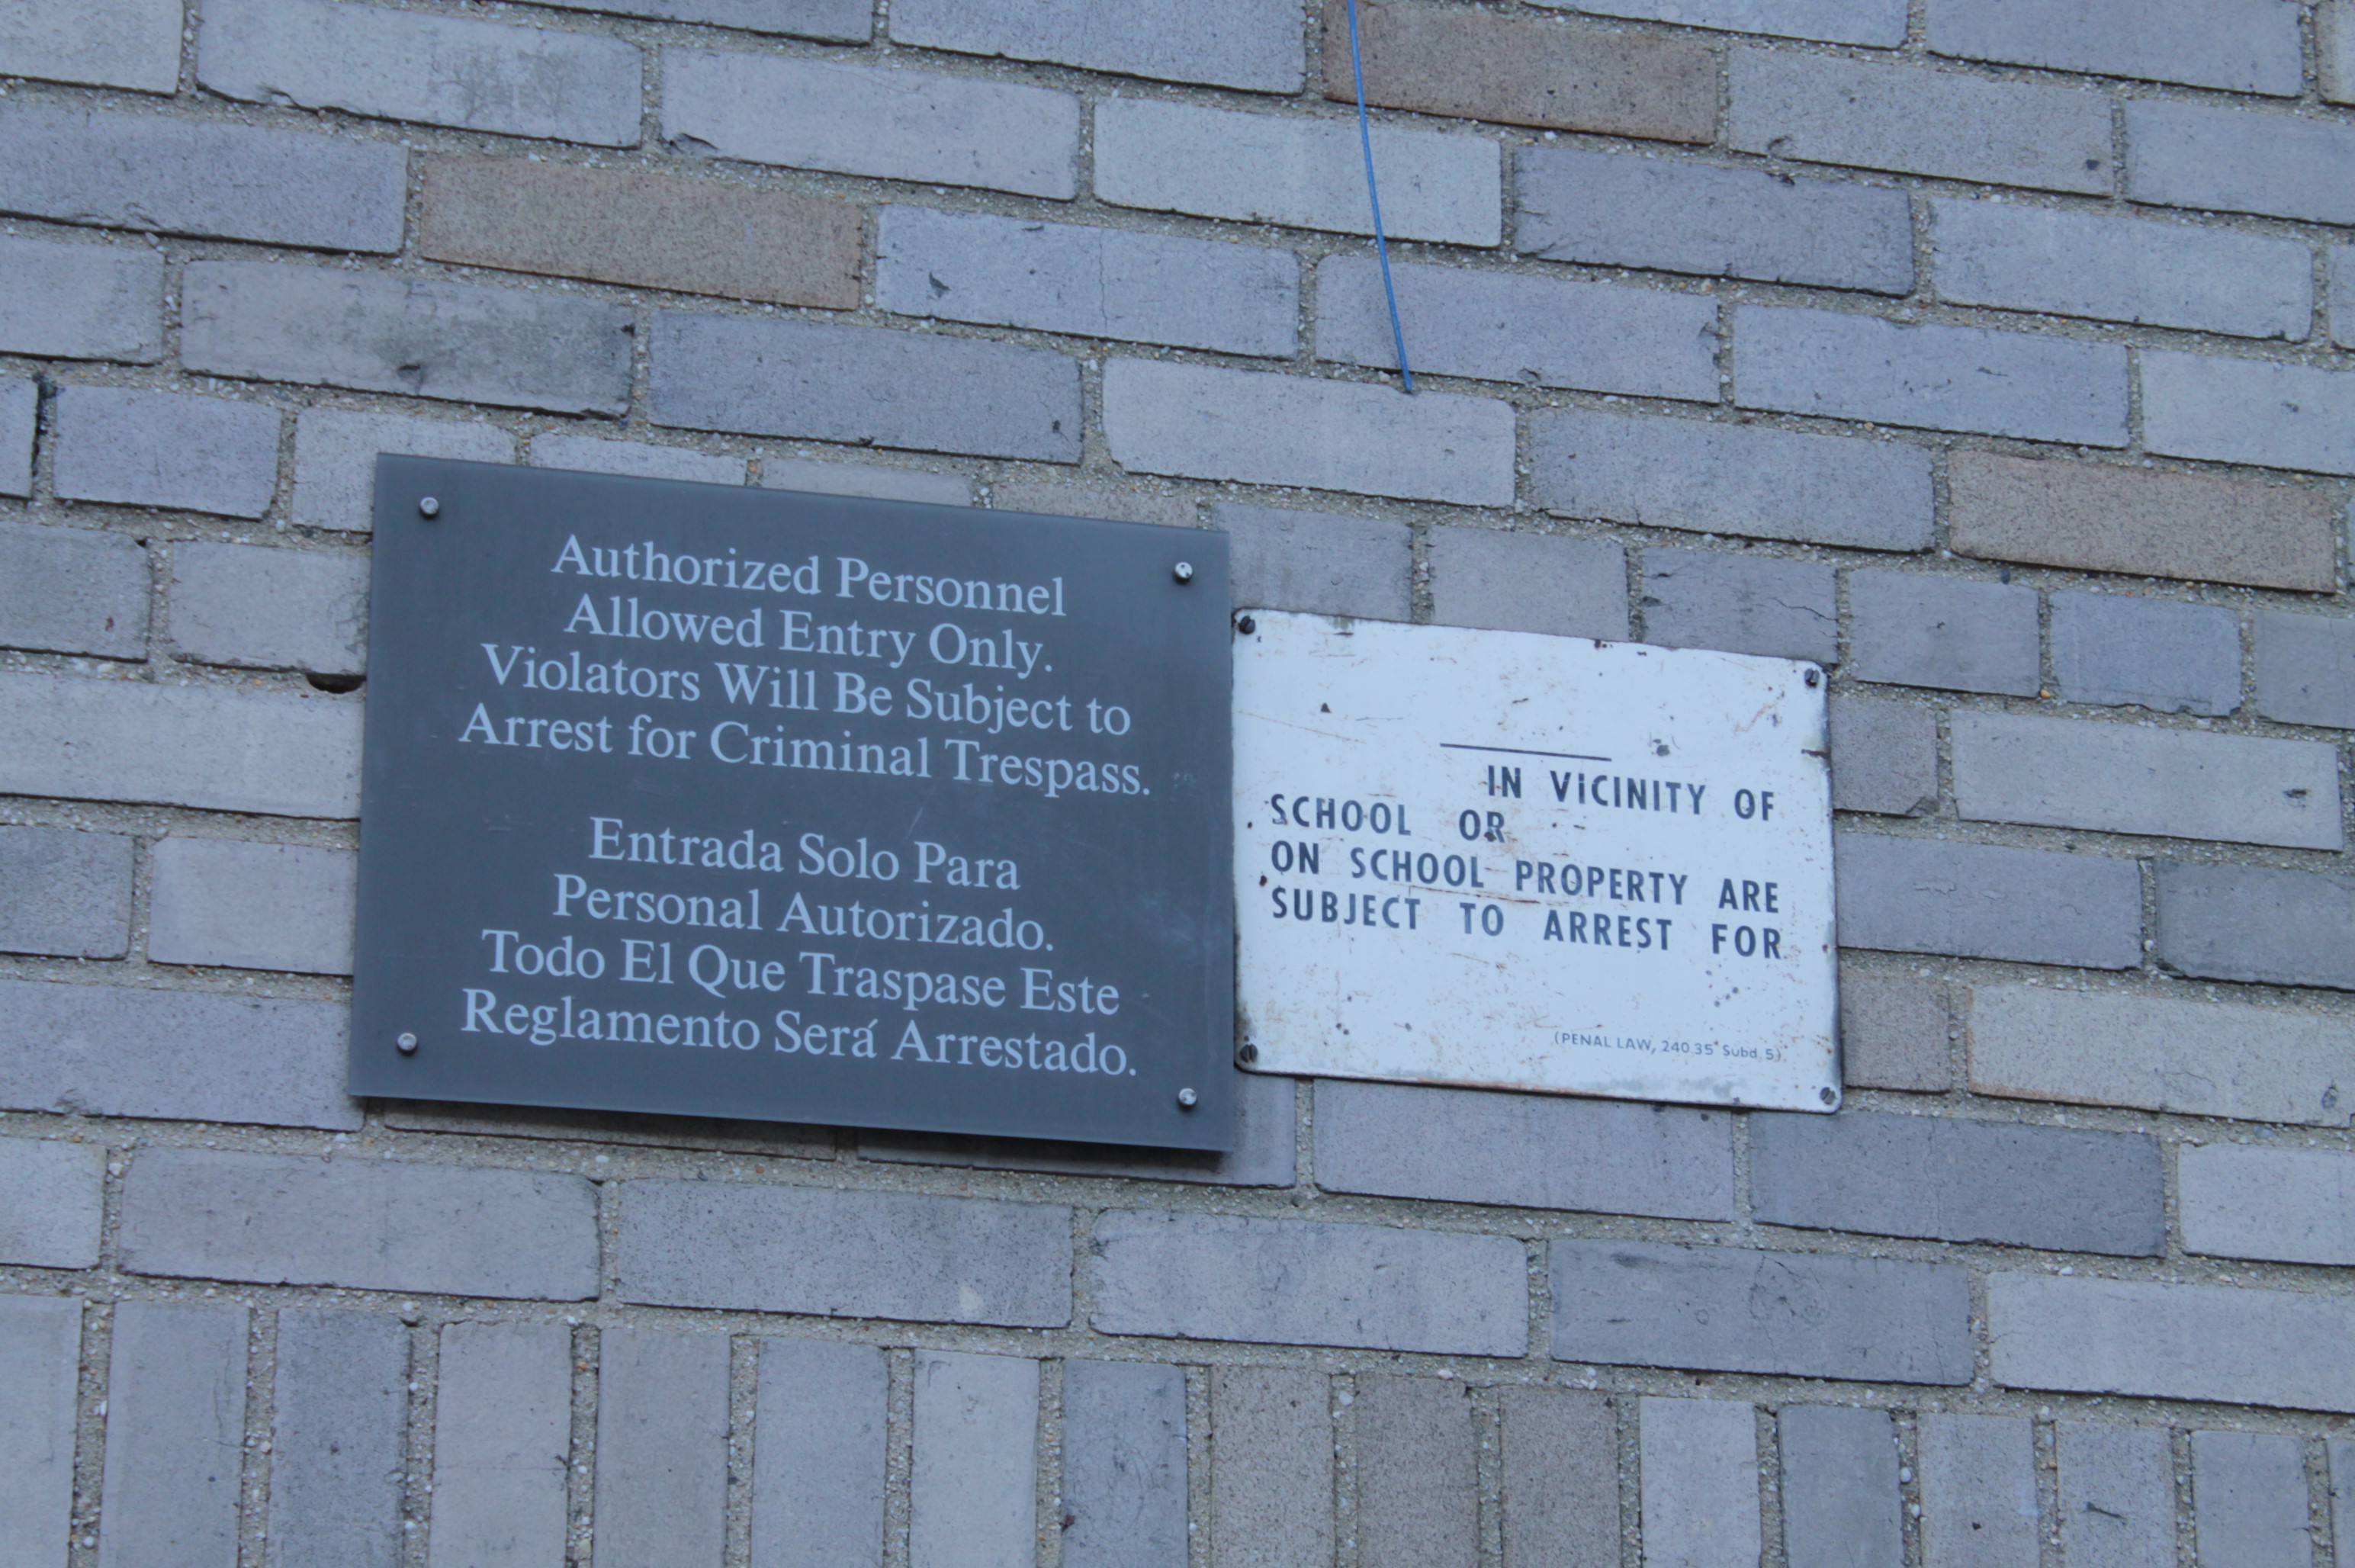 Authorized Personnel
Allowed Entry Only.
Violators Will Be Subject to
Arrest for Criminal Trespass.
Entrada Solo Para
Personal Autorizado.
Todo El Que Traspase Este
Reglamento Será Arrestado.
IN VICINITY OF
SCHOOL OR
ON SCHOOL PROPERTY ARE
SUBJECT TO ARREST FOR
(PENAL LAW, 240.35 Subd. 5)